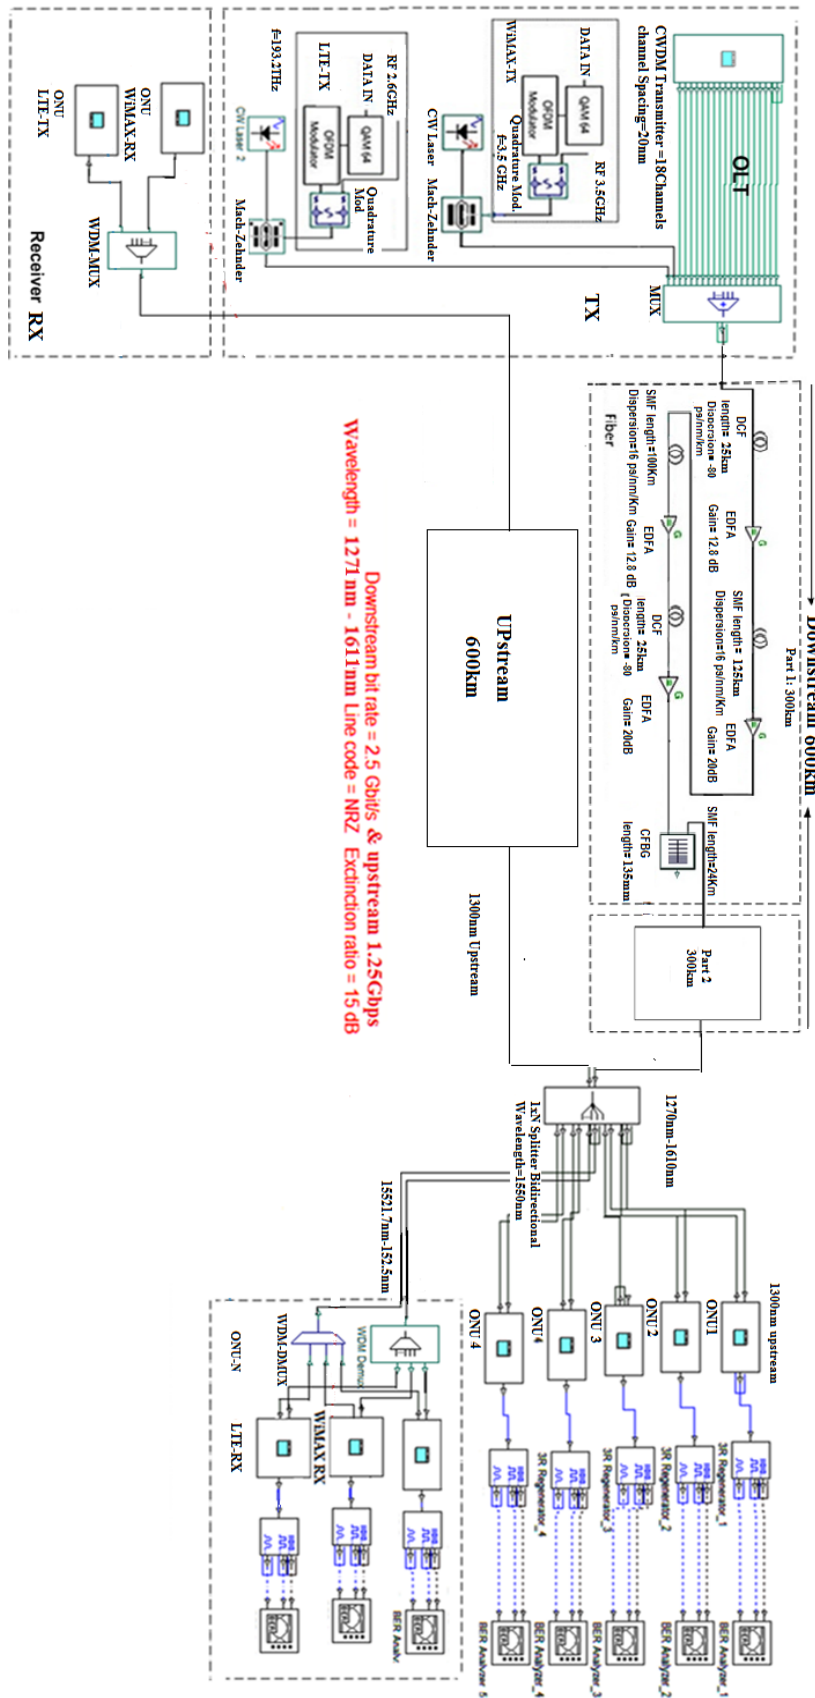 CWDM Transmitter =18Channels
channel Spacing=20nm
OLT
MUX
TX
WiMAX-TX
DATA IN
QAM 64
OFDM
Modulator
RF 3.5GHz
Quadrature Mod.
f=3.5 GHz
CW Laser
Mach-Zehnder
LTE-TX
RF 2.6GHz
DATA IN
QAM 64
OFDM
Modulator
Quadrature
Mod
f=193.2THz
CW Laser 2
Mach-Zehnder
ONU
WiMAX-RX
ONU
LTE-TX
WDM-MUX
Receiver RX
Downstream 600km
Part 1: 300km
DCF
length= 25km
Dispersion= -80
ps/nm/km
EDFA
Gain= 12.8 dB
SMF length= 125km
Dispersion=16 ps/nm/Km
EDFA
Gain= 20dB
SMF length=100Km
Dispersion=16 ps/nm/Km
Fiber
EDFA
Gain= 12.8 dB
DCF
length= 25km
Dispersion= -80
ps/nm/km
EDFA
Gain= 20dB
SMF length=24Km
CFBG
length= 135mm
Part 2
300km
UPstream
600km
1300nm Upstream
Downstream bit rate = 2.5 Gbit/s & upstream 1.25Gbps
Wavelength = 1271nm - 1611nm Line code = NRZ Exctinction ratio = 15 dB
1270nm-1610nm
1xN Splitter Bidirectional
Wavelength=1550nm
15521.7nm-152.5nm
1300nm upstream
ONU1
ONU 2
ONU 3
ONU4
ONU 4
3R Regenerator_1
3R Regenerator_2
3R Regenerator_3
3R Regenerator_4
BER Analyzer_1
BER Analyzer_2
BER Analyzer_3
BER Analyzer_4
BER Analyzer_5
WDM Demux
WDM-DMUX
ONU-N
WiMAX RX
LTE-RX
BER Analy.